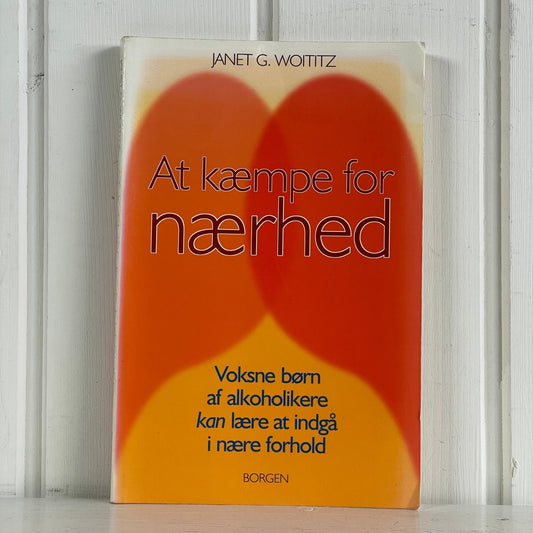 JANET G. WOITITZ
At kæmpe for
nærhed
Voksne børn
af alkoholikere
kan lære at indgå
i nære forhold
BORGEN